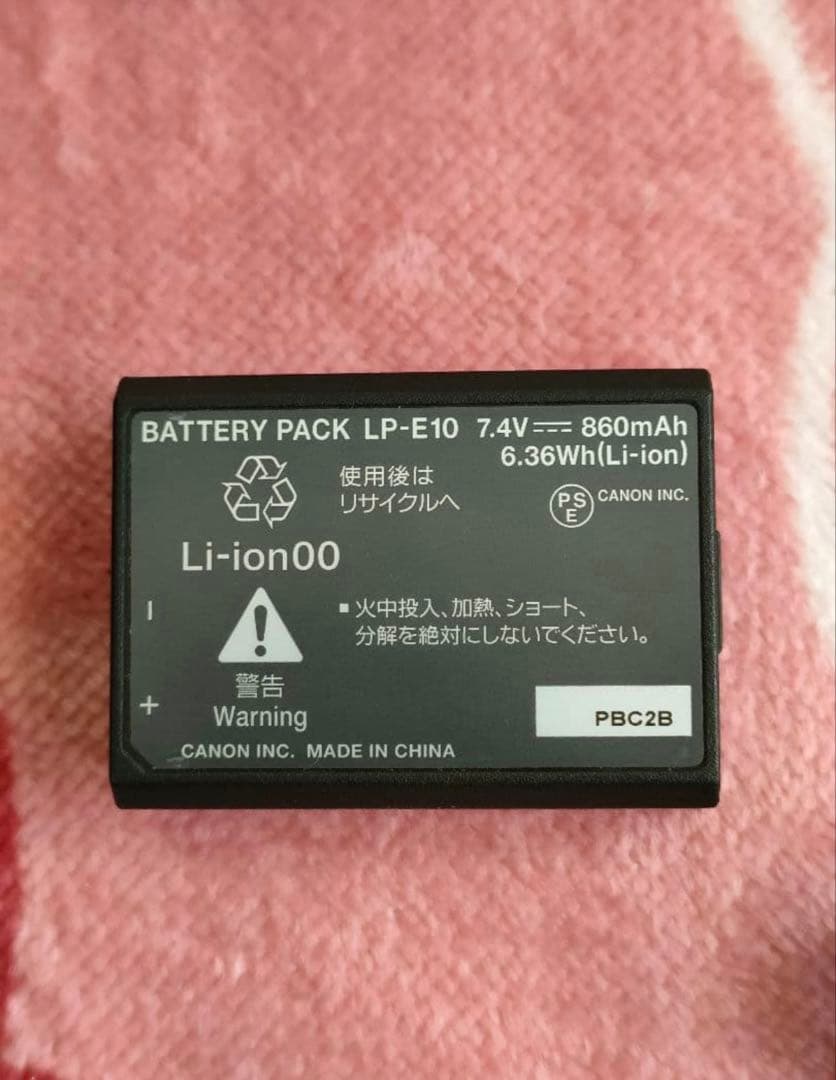 BATTERY PACK LP-E10 7.4V⎓860mAh
6.36Wh(Li-ion)
使用後は
リサイクルへ
PS
E
CANON INC.
Li-ion00
■火中投入、加熱、ショート、
分解を絶対にしないでください。
−
+
警告
Warning
PBC2B
CANON INC. MADE IN CHINA